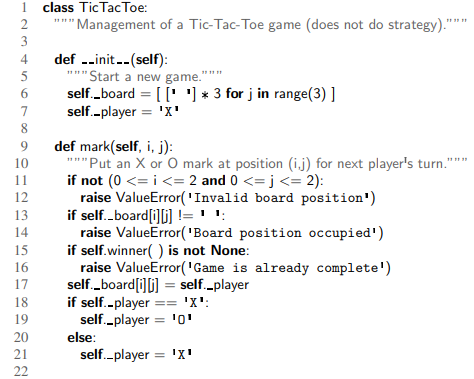 1 class TicTacToe:
2 """Management of a Tic-Tac-Toe game (does not do strategy)."""
3
4 def __init__(self):
5 """Start a new game."""
6 self._board = [ [' '] * 3 for j in range(3) ]
7 self._player = 'X'
8
9 def mark(self, i, j):
10 """Put an X or O mark at position (i,j) for next player's turn."""
11 if not (0 <= i <= 2 and 0 <= j <= 2):
12 raise ValueError('Invalid board position')
13 if self._board[i][j] != ' ':
14 raise ValueError('Board position occupied')
15 if self.winner( ) is not None:
16 raise ValueError('Game is already complete')
17 self._board[i][j] = self._player
18 if self._player == 'X':
19 self._player = 'O'
20 else:
21 self._player = 'X'
22